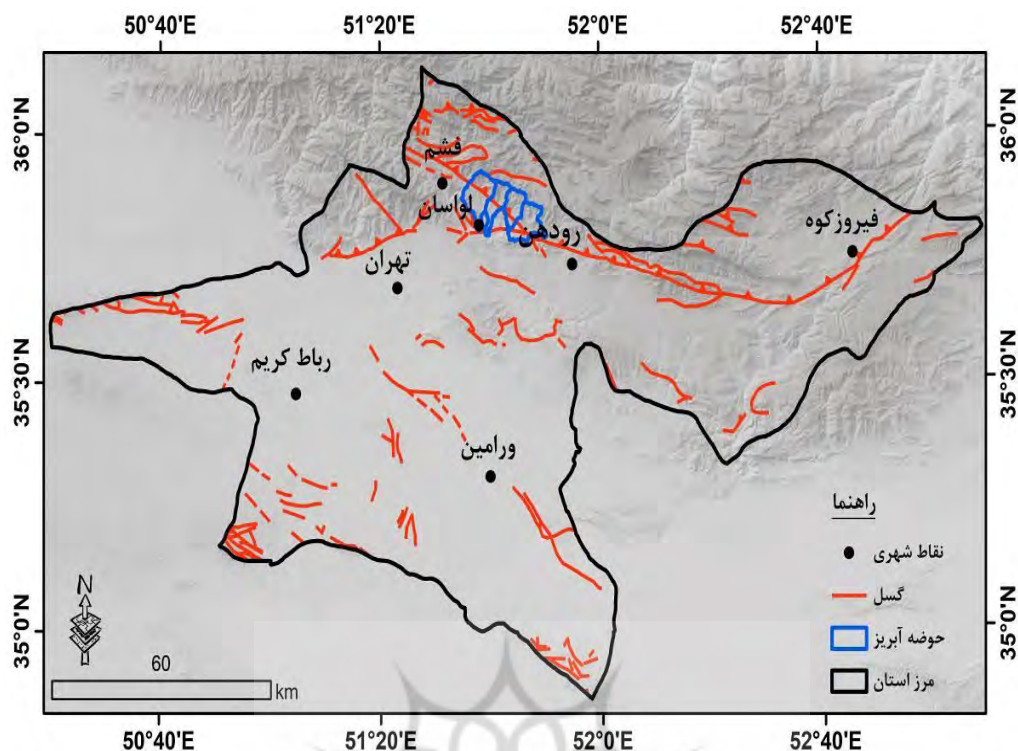 50°40'E 51°20'E 52°0'E 52°40'E
36°0'N 36°0'N
فشم
لواسان
رودهن
فیروزکوه
تهران
35°30'N 35°30'N
رباط کریم
ورامین
راهنما
نقاط شهری
گسل
حوضه آبریز
مرز استان
N
35°0'N 35°0'N
60
km
50°40'E 51°20'E 52°0'E 52°40'E